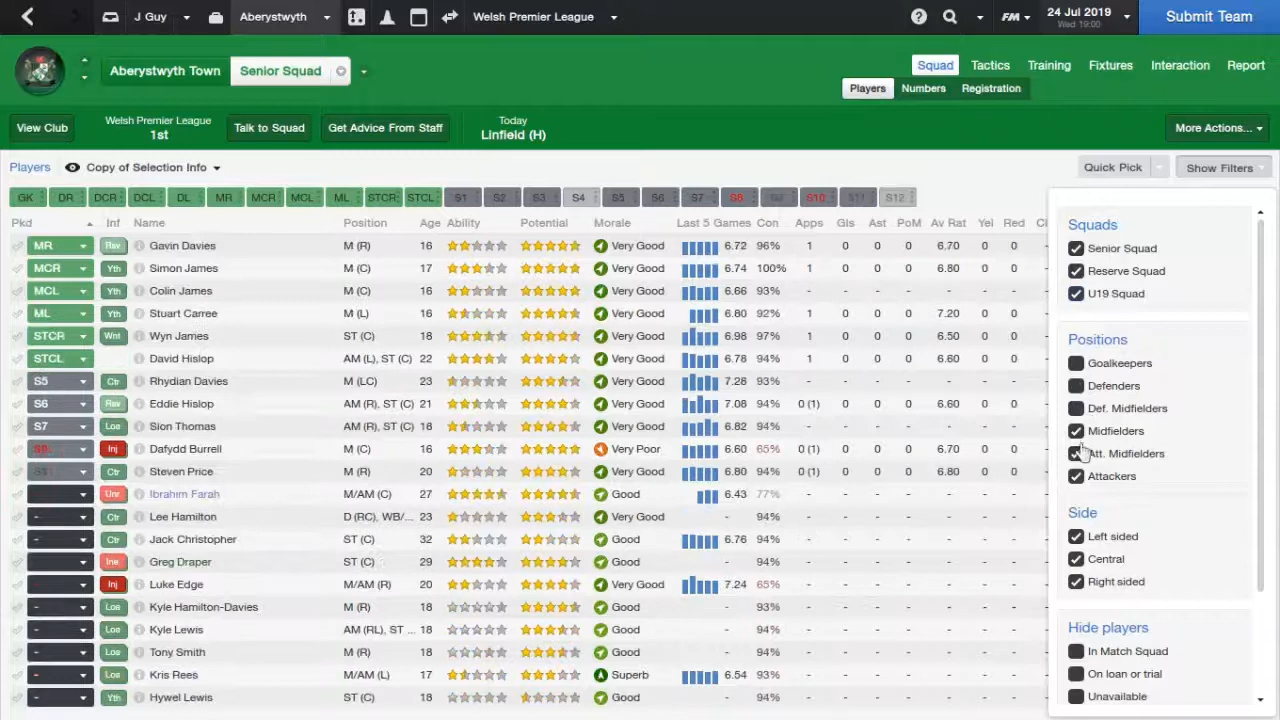 J Guy Aberystwyth Welsh Premier League FM 24 Jul 2019 Wed 19:00 Submit Team
Aberystwyth Town Senior Squad Squad Tactics Training Fixtures Interaction Report
Players Numbers Registration
View Club Welsh Premier League 1st Talk to Squad Get Advice From Staff Today Linfield (H) More Actions...
Players Copy of Selection Info Quick Pick Show Filters
GK DR DCR DCL DL MR MCR MCL ML STCR STCL S1 S2 S3 S4 S5 S6 S7 S8 S9 S10 S11 S12
Pkd Inf Name Position Age Ability Potential Morale Last 5 Games Con Apps Gls Ast PoM Av Rat Yel Red
MR Rsv Gavin Davies M (R) 16 Very Good 6.72 96% 1 0 0 0 6.70 0 0
MCR Yth Simon James M (C) 17 Very Good 6.74 100% 1 0 0 0 6.80 0 0
MCL Yth Colin James M (C) 16 Very Good 6.66 93% - - - - - - -
ML Yth Stuart Carree M (L) 16 Very Good 6.80 92% 1 0 0 0 7.20 0 0
STCR Wnt Wyn James ST (C) 18 Very Good 6.98 97% 1 0 0 0 6.50 0 0
STCL David Hislop AM (L), ST (C) 22 Very Good 6.78 94% 1 0 0 0 6.60 0 0
S5 Ctr Rhydian Davies M (LC) 23 Very Good 7.28 93% - - - - - - -
S6 Rsv Eddie Hislop AM (R), ST (C) 21 Very Good 7.08 94% 0 (1) 0 0 0 6.60 0 0
S7 Loa Sion Thomas AM (R), ST (C) 18 Very Good 6.82 94% - - - - - - -
S8 Inj Dafydd Burrell M (C) 16 Very Poor 6.60 65% 0 (1) 0 0 0 6.70 0 0
Ctr Steven Price M (R) 20 Very Good 6.80 94% 0 (1) 0 0 0 6.80 0 0
- Unr Ibrahim Farah M/AM (C) 27 Good 6.43 77% - - - - - - -
- Ctr Lee Hamilton D (RC), WB/... 23 Very Good - 94% - - - - - - -
- Ctr Jack Christopher ST (C) 32 Very Good 6.76 94% - - - - - - -
Ine Greg Draper ST (C) 29 Good - 94% - - - - - - -
Inj Luke Edge M/AM (R) 20 Very Good 7.24 65% - - - - - - -
- Loa Kyle Hamilton-Davies M (R) 18 Good - 93% - - - - - - -
- Loa Kyle Lewis AM (RL), ST ... 18 Good - 94% - - - - - - -
- Loa Tony Smith M (R) 18 Good - 94% - - - - - - -
- Loa Kris Rees M/AM (L) 17 Superb 6.54 93% - - - - - - -
- Yth Hywel Lewis ST (C) 18 Good - 94% - - - - - - -
Squads
Senior Squad
Reserve Squad
U19 Squad
Positions
Goalkeepers
Defenders
Def. Midfielders
Midfielders
Att. Midfielders
Attackers
Side
Left sided
Central
Right sided
Hide players
In Match Squad
On loan or trial
Unavailable